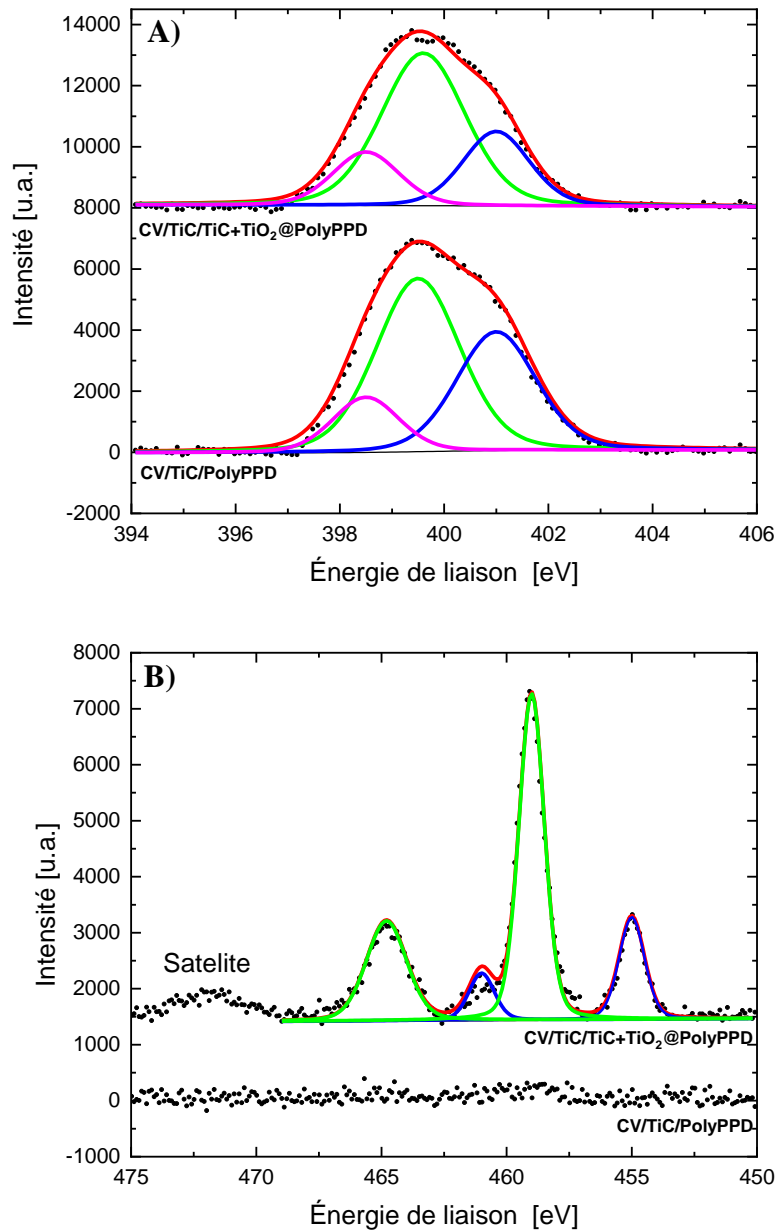 A)
14000
12000
10000
8000
6000
4000
2000
0
-2000
Intensité [u.a.]
CV/TiC/TiC+TiO2@PolyPPD
CV/TiC/PolyPPD
394 396 398 400 402 404 406
Énergie de liaison [eV]
B)
8000
7000
6000
5000
4000
3000
2000
1000
0
-1000
Intensité [u.a.]
Satelite
CV/TiC/TiC+TiO2@PolyPPD
CV/TiC/PolyPPD
475 470 465 460 455 450
Énergie de liaison [eV]